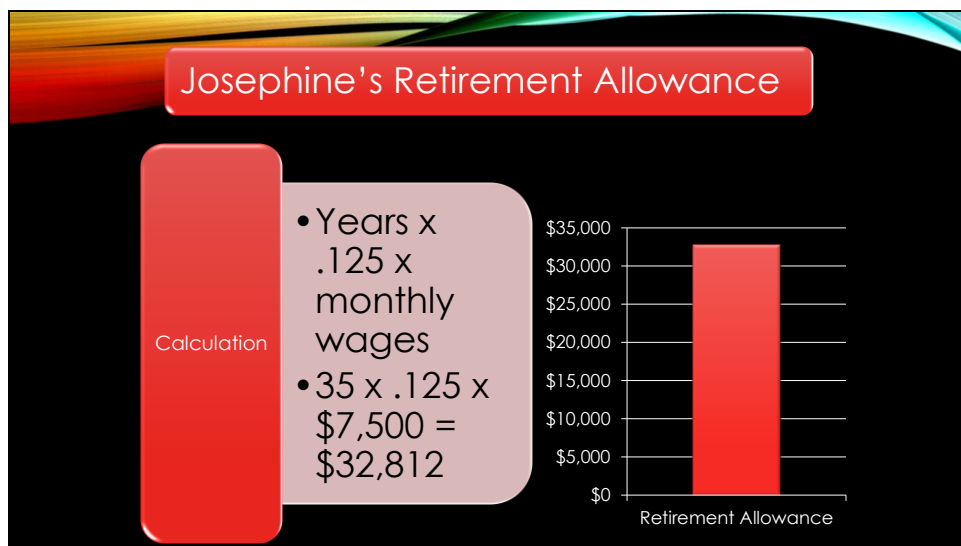 Josephine’s Retirement Allowance
Calculation
•Years x
.125 x
monthly
wages
•35 x .125 x
$7,500 =
$32,812
$35,000
$30,000
$25,000
$20,000
$15,000
$10,000
$5,000
$0
Retirement Allowance